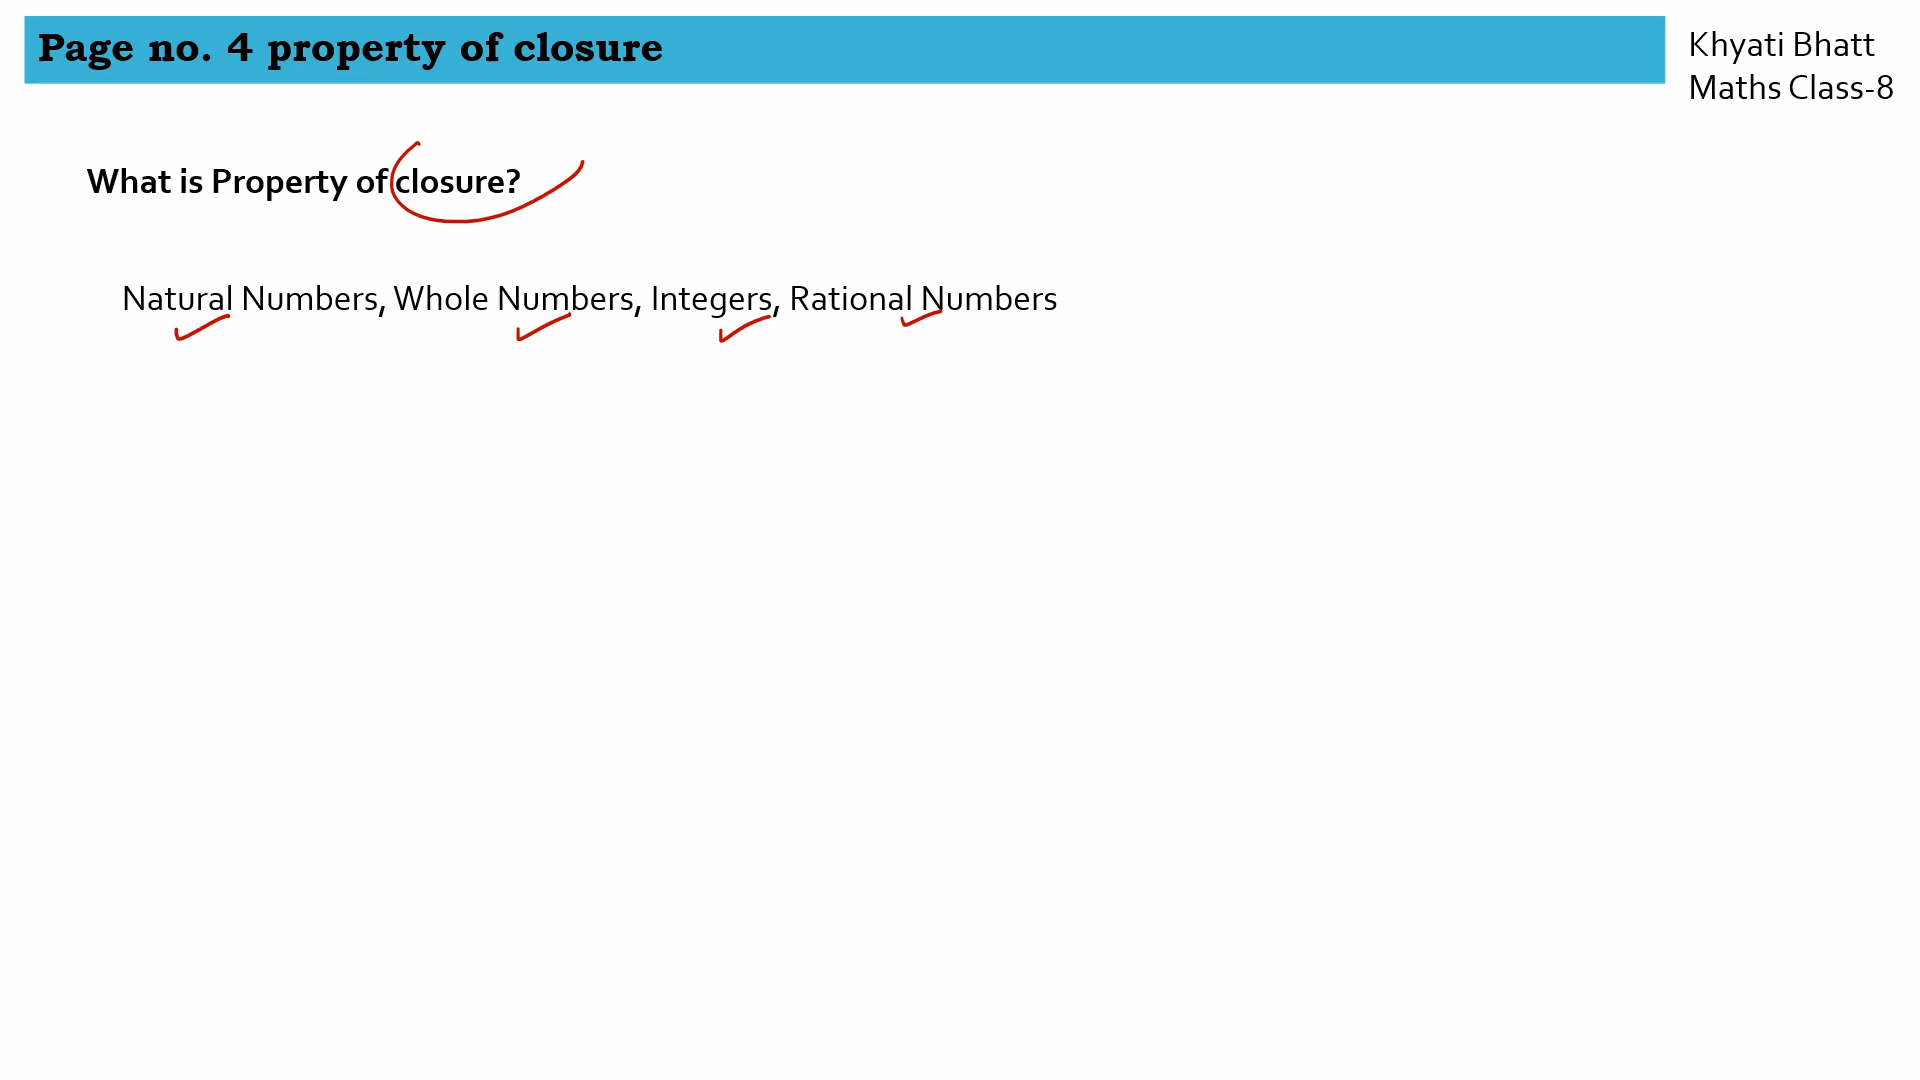 Page no. 4 property of closure
Khyati Bhatt
Maths Class-8
What is Property of closure?
Natural Numbers, Whole Numbers, Integers, Rational Numbers